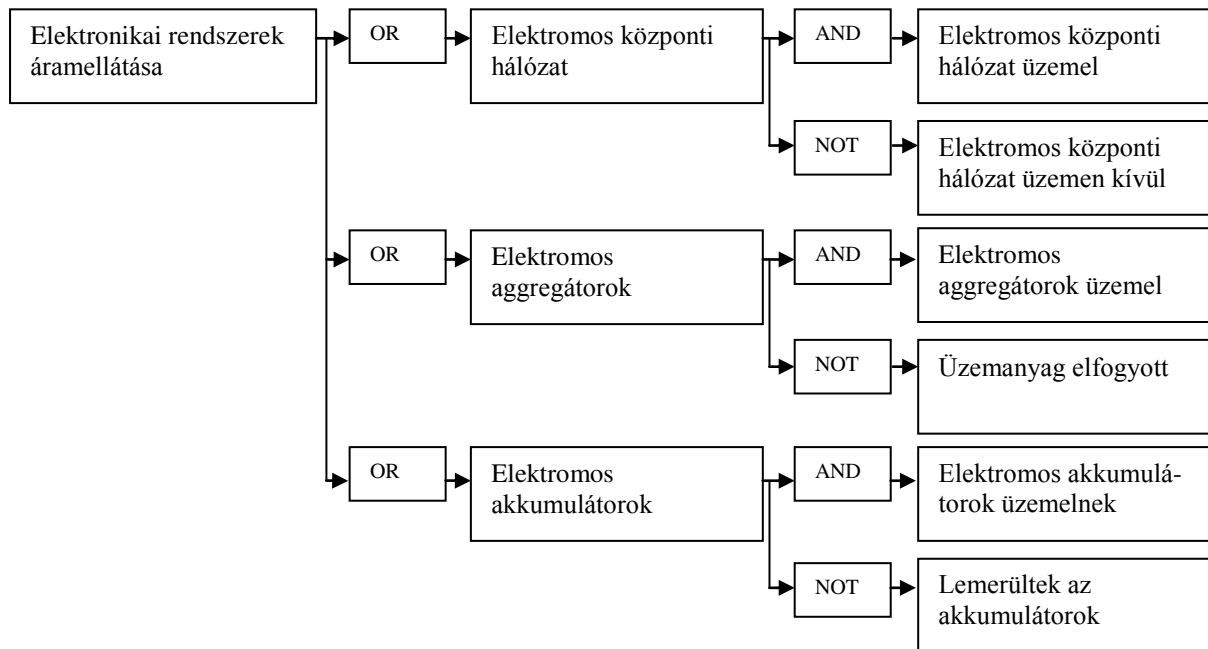 Elektronikai rendszerek
áramellátása
OR
Elektromos központi
hálózat
AND
Elektromos központi
hálózat üzemel
NOT
Elektromos központi
hálózat üzemen kívül
OR
Elektromos
aggregátorok
AND
Elektromos
aggregátorok üzemel
NOT
Üzemanyag elfogyott
OR
Elektromos
akkumulátorok
AND
Elektromos akkumulá-
torok üzemelnek
NOT
Lemerültek az
akkumulátorok